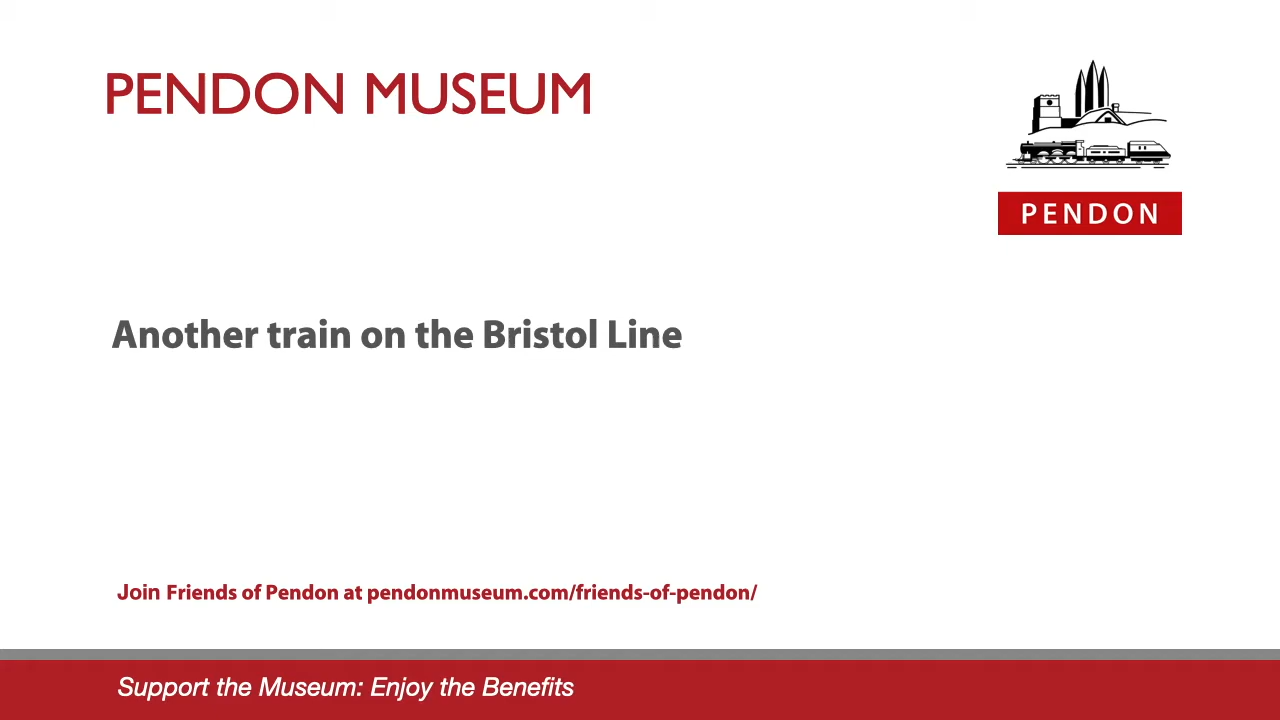 PENDON MUSEUM
PENDON
Another train on the Bristol Line
Join Friends of Pendon at pendonmuseum.com/friends-of-pendon/
Support the Museum: Enjoy the Benefits